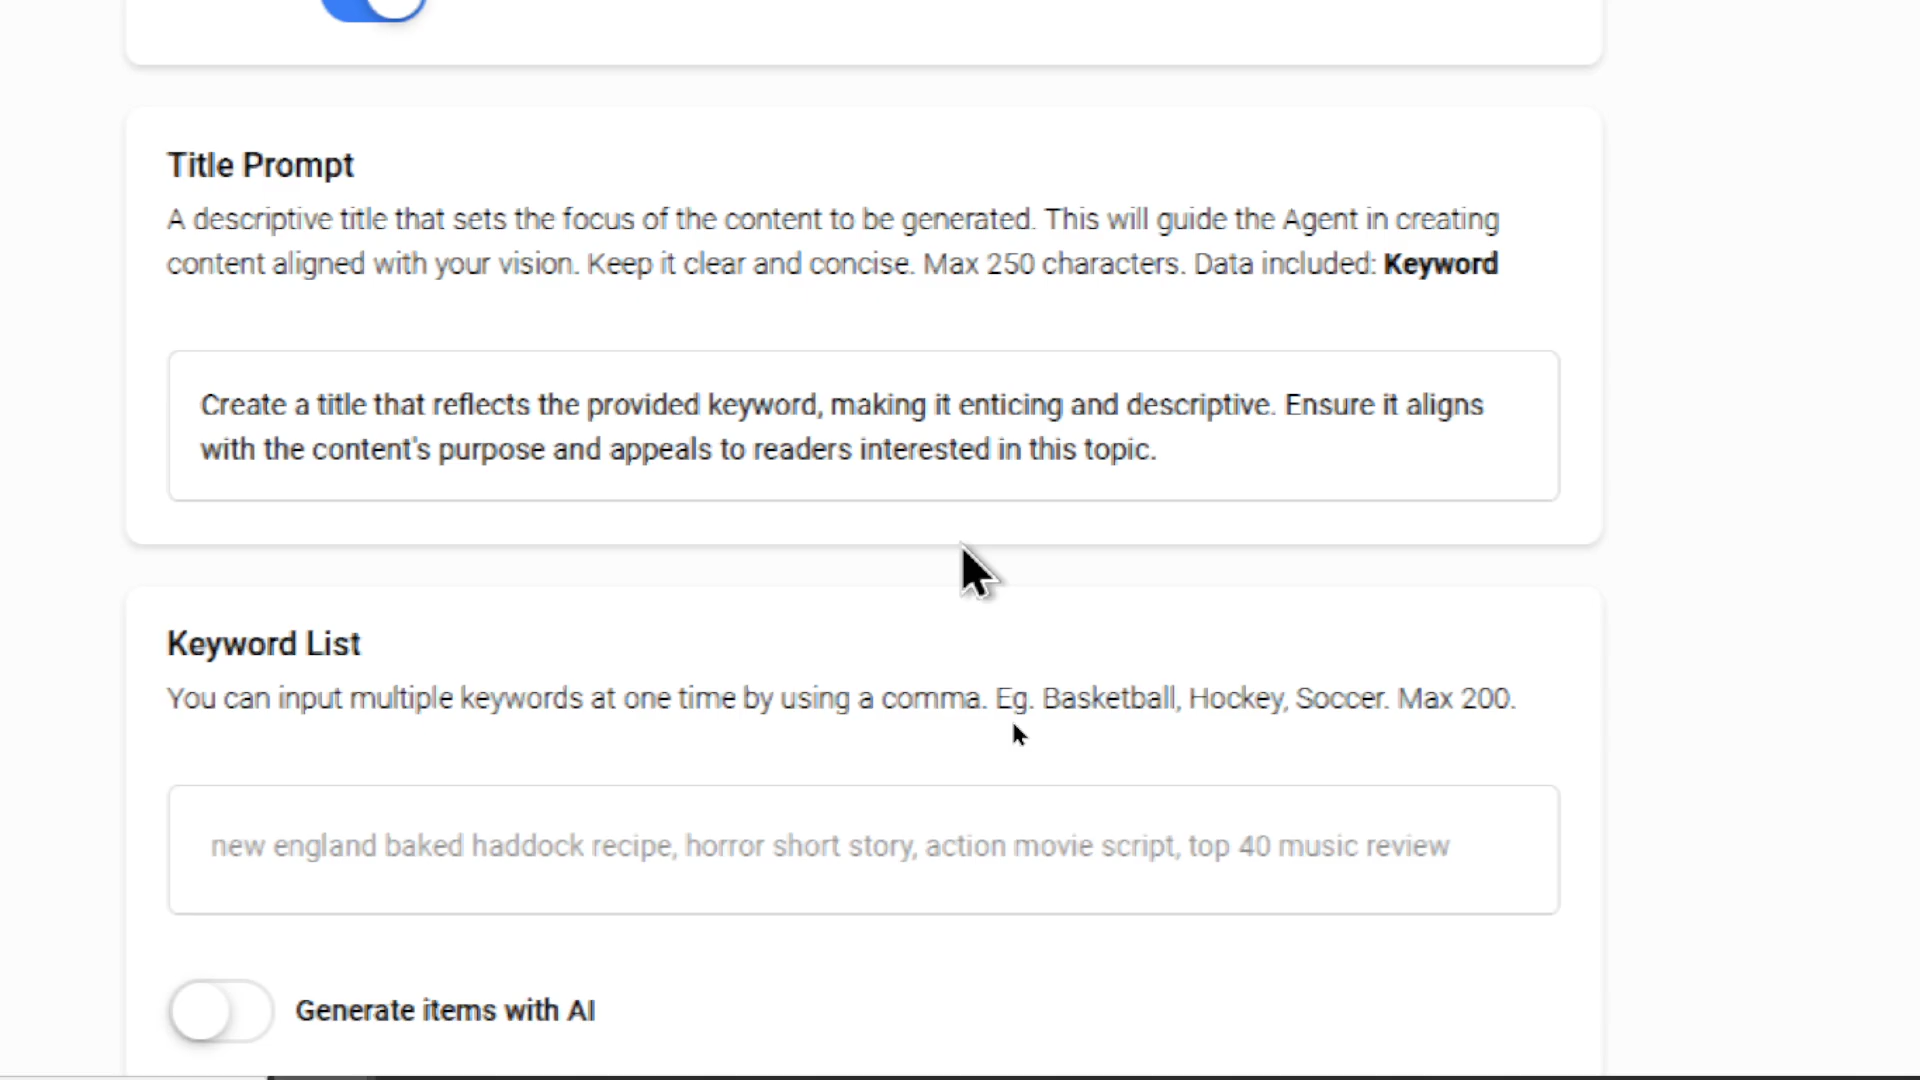 Title Prompt
A descriptive title that sets the focus of the content to be generated. This will guide the Agent in creating
content aligned with your vision. Keep it clear and concise. Max 250 characters. Data included: Keyword
Create a title that reflects the provided keyword, making it enticing and descriptive. Ensure it aligns
with the content's purpose and appeals to readers interested in this topic.
Keyword List
You can input multiple keywords at one time by using a comma. Eg. Basketball, Hockey, Soccer. Max 200.
new england baked haddock recipe, horror short story, action movie script, top 40 music review
Generate items with AI